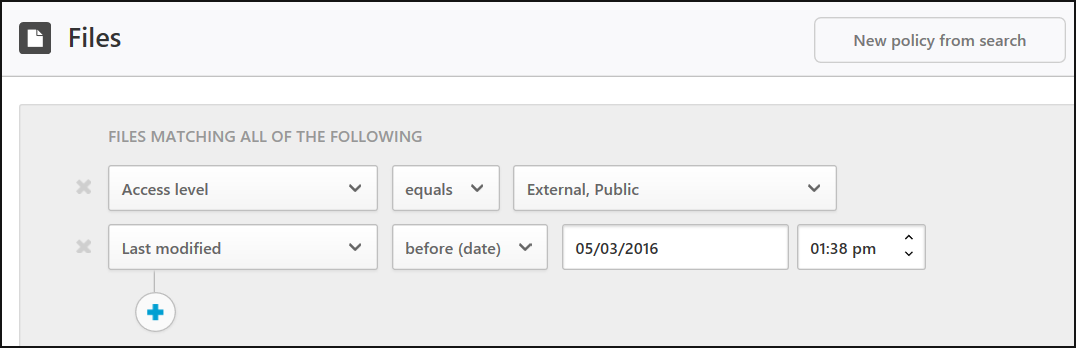 Files
New policy from search
FILES MATCHING ALL OF THE FOLLOWING
Access level equals External, Public
Last modified before (date) 05/03/2016 01:38 pm